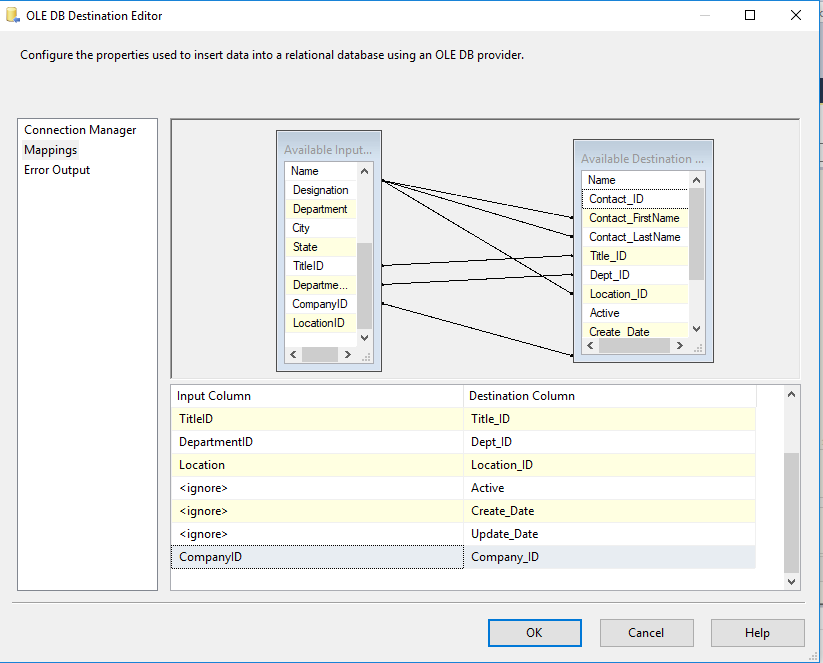 OLE DB Destination Editor
Configure the properties used to insert data into a relational database using an OLE DB provider.
Connection Manager
Mappings
Error Output
Available Input...
Name
Designation
Department
City
State
TitleID
Departme...
CompanyID
LocationID
Available Destination ...
Name
Contact_ID
Contact_FirstName
Contact_LastName
Title_ID
Dept_ID
Location_ID
Active
Create_Date
Input Column Destination Column
TitleID Title_ID
DepartmentID Dept_ID
Location Location_ID
<ignore> Active
<ignore> Create_Date
<ignore> Update_Date
CompanyID Company_ID
OK Cancel Help